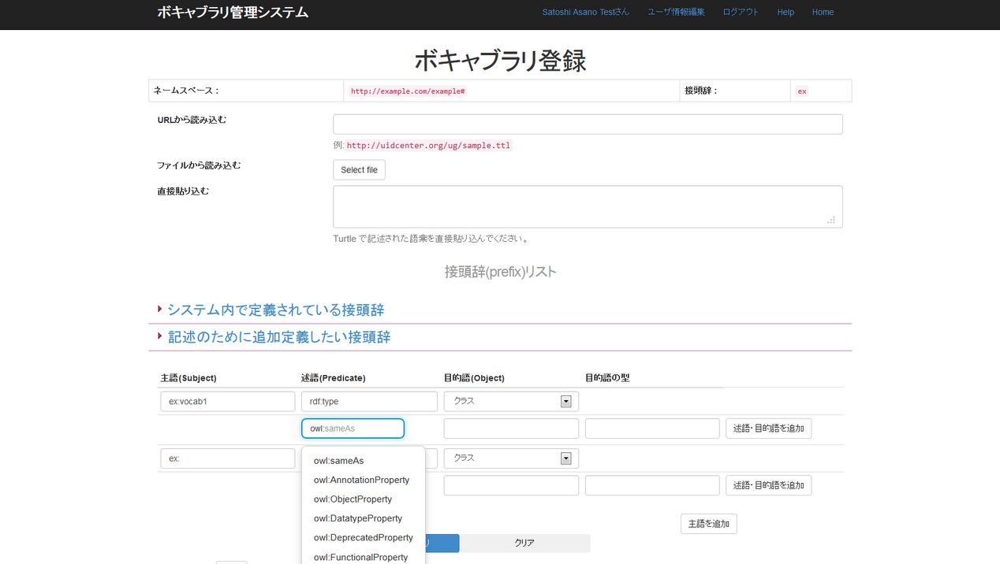 ボキャブラリ管理システム
Satoshi Asano Testさん ユーザ情報編集 ログアウト Help Home
ボキャブラリ登録
ネームスペース： http://example.com/example# 接頭辞： ex
URLから読み込む
例: http://uidcenter.org/ug/sample.ttl
ファイルから読み込む Select file
直接貼り込む
Turtle で記述された語彙を直接貼り込んでください。
接頭辞(prefix)リスト
システム内で定義されている接頭辞
記述のために追加定義したい接頭辞
主語(Subject) 述語(Predicate) 目的語(Object) 目的語の型
ex:vocab1 rdf:type クラス
owl:sameAs 述語・目的語を追加
ex: クラス
owl:sameAs
owl:AnnotationProperty
owl:ObjectProperty
owl:DatatypeProperty
owl:DeprecatedProperty
owl:FunctionalProperty
述語・目的語を追加
主語を追加
クリア